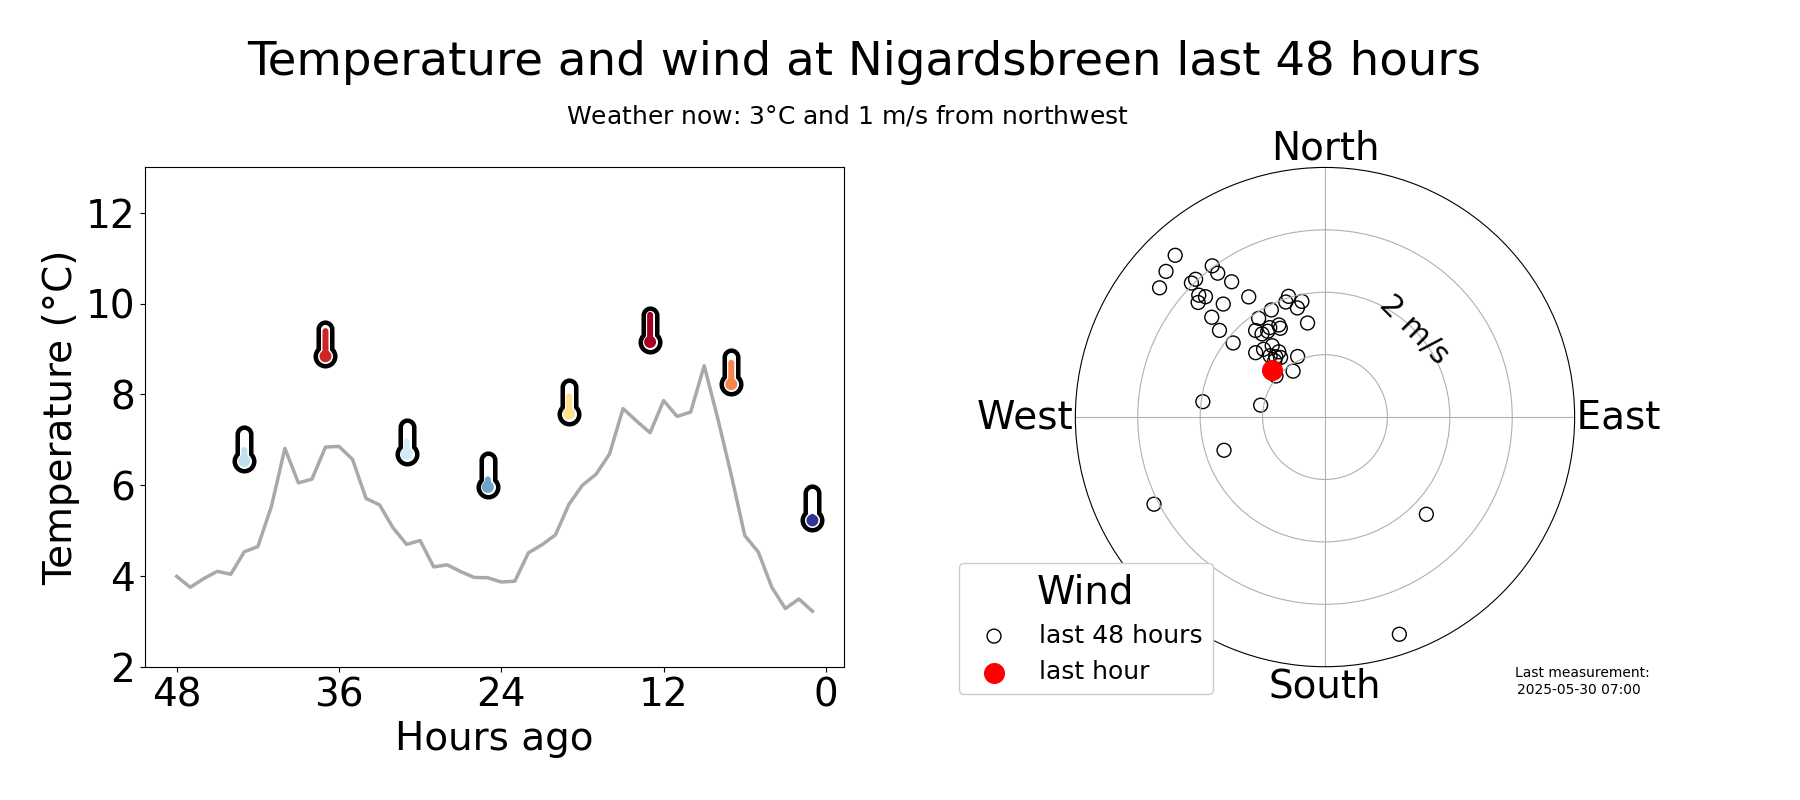 Temperature and wind at Nigardsbreen last 48 hours
Weather now: 3°C and 1 m/s from northwest
Temperature (°C)
12
10
8
6
4
2
48 36 24 12 0
Hours ago
North
West
East
South
2 m/s
Wind
last 48 hours
last hour
Last measurement:
2025-05-30 07:00